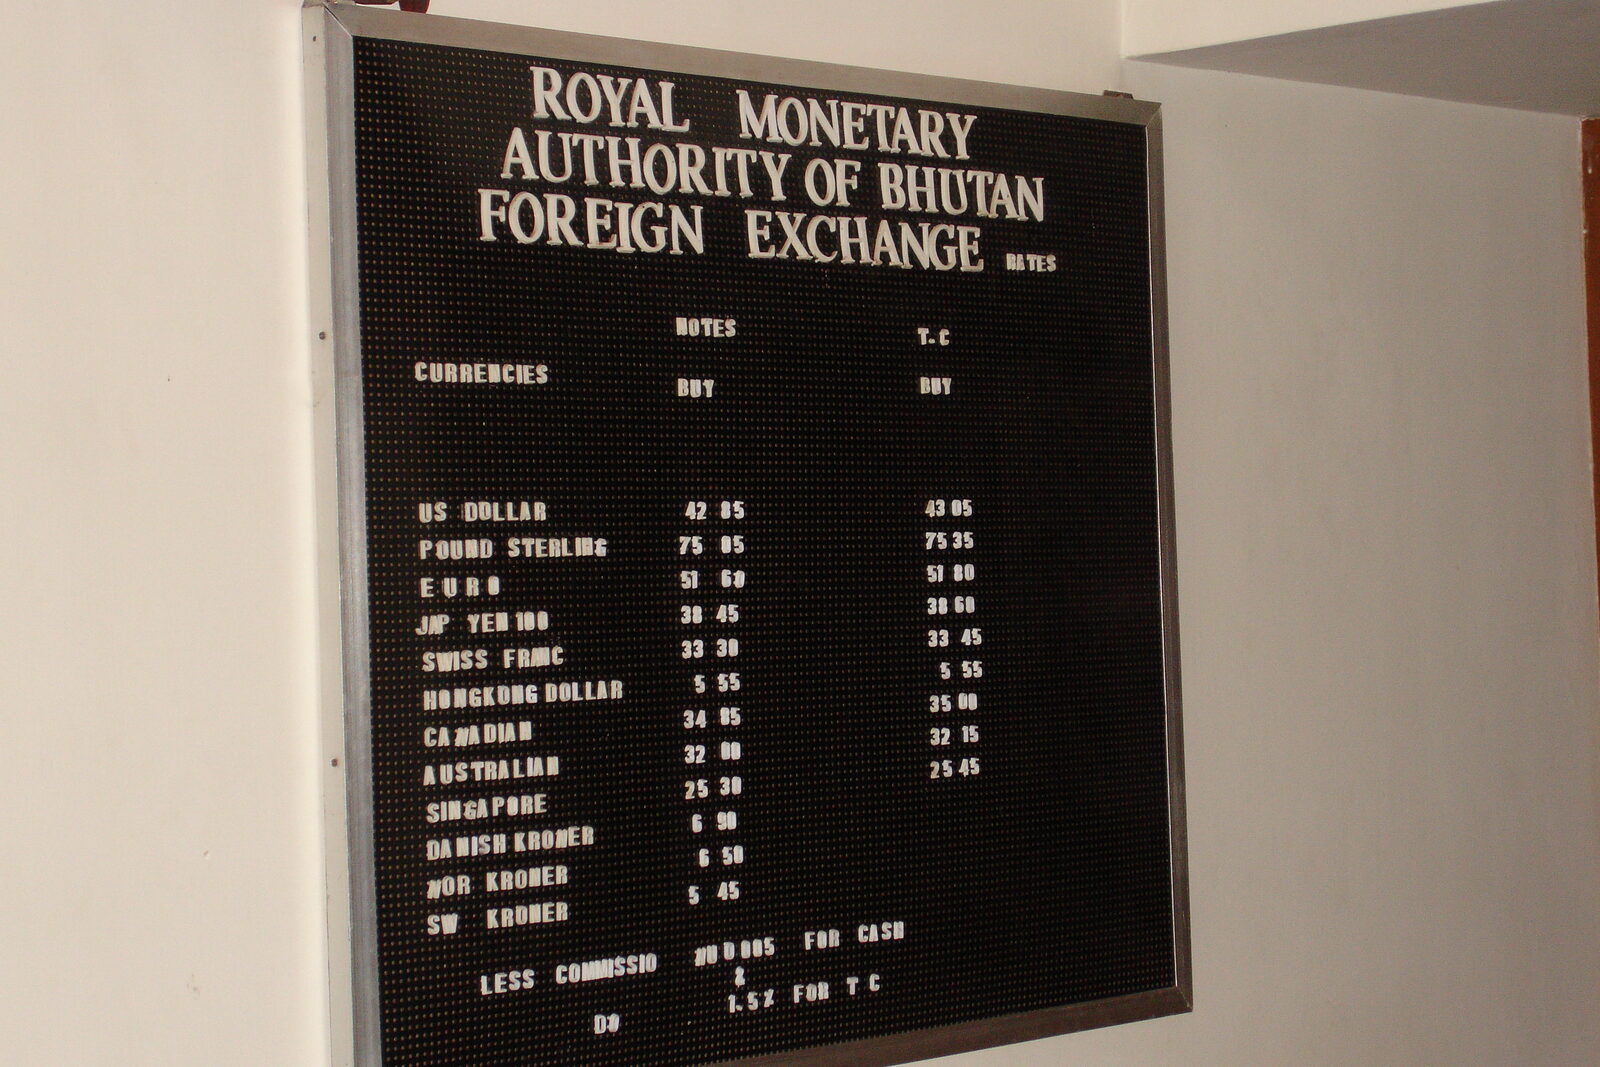 ROYAL MONETARY
AUTHORITY OF BHUTAN
FOREIGN EXCHANGE RATES
NOTES T-C
CURRENCIES BUY BUY
US DOLLAR 42 85 43 05
POUND STERLING 75 05 75 35
EURO 51 60 51 80
JAP YEN 100 38 45 38 60
SWISS FRANC 33 30 33 45
HONGKONG DOLLAR 5 55 5 55
CANADIAN 34 85 35 00
AUSTRALIAN 32 00 32 15
SINGAPORE 25 30 25 45
DANISH KRONER 6 90
NOR KRONER 6 50
SW KRONER 5 45
LESS COMMISSIO FOR CASH
DO 1.5% FOR T C